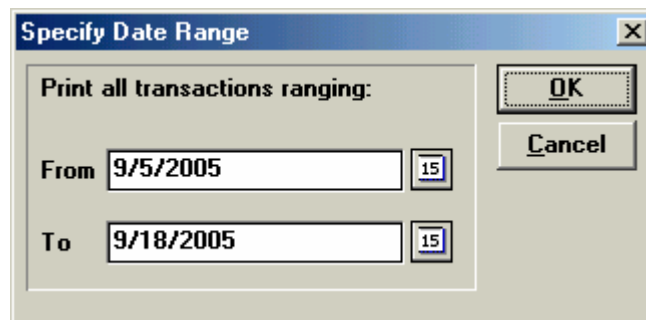 Specify Date Range
Print all transactions ranging:
OK
Cancel
From 9/5/2005 15
To 9/18/2005 15